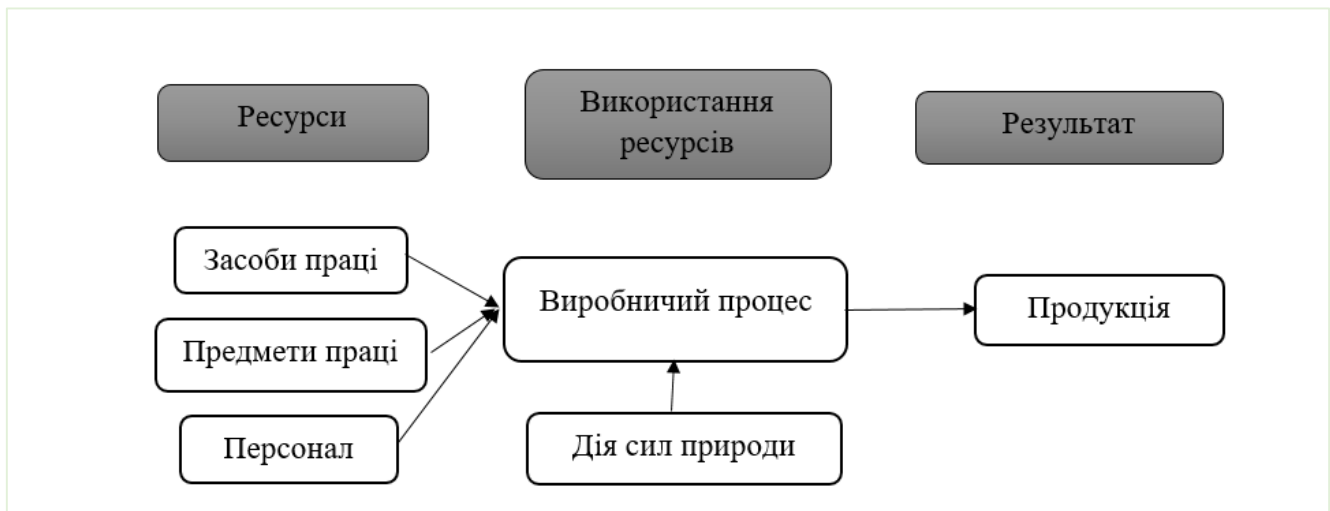 Ресурси
Використання
ресурсів
Результат
Засоби праці
Предмети праці
Персонал
Виробничий процес
Дія сил природи
Продукція